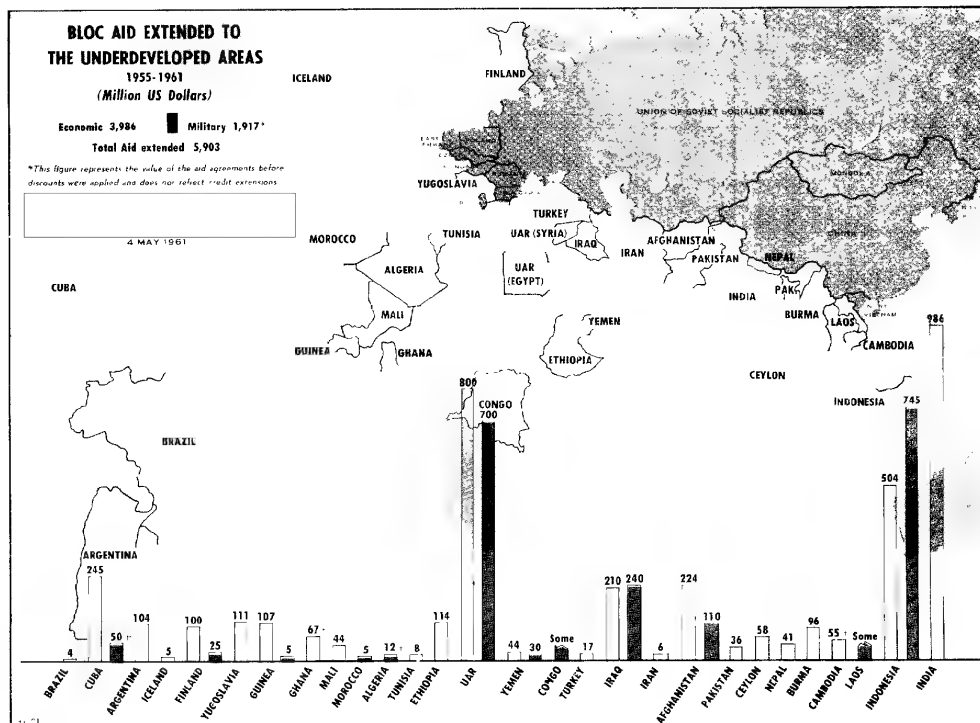 BLOC AID EXTENDED TO
THE UNDERDEVELOPED AREAS
1955-1961
(Million US Dollars)
Economic 3,986 Military 1,917*
Total Aid extended 5,903
*This figure represents the value of the aid agreements before
discounts were applied and does not reflect credit extensions.
4 MAY 1961
ICELAND
FINLAND
UNION OF SOVIET SOCIALIST REPUBLICS
MONGOLIA
CHINA
YUGOSLAVIA
TURKEY
MOROCCO
TUNISIA
UAR (SYRIA)
IRAQ
IRAN
AFGHANISTAN
PAKISTAN
NEPAL
ALGERIA
UAR
(EGYPT)
CUBA
INDIA
PAK.
BURMA
LAOS
VIETNAM
MALI
YEMEN
GUINEA
GHANA
ETHIOPIA
CAMBODIA
CEYLON
CONGO
INDONESIA
BRAZIL
ARGENTINA
4
245
50
104
5
100
25
111
107
5
67
44
5
12
8
114
800
700
44
30
Some
17
210
240
6
224
110
36
58
41
96
55
Some
504
745
986
BRAZIL
CUBA
ARGENTINA
ICELAND
FINLAND
YUGOSLAVIA
GUINEA
GHANA
MALI
MOROCCO
ALGERIA
TUNISIA
ETHIOPIA
UAR
YEMEN
CONGO
TURKEY
IRAQ
IRAN
AFGHANISTAN
PAKISTAN
CEYLON
NEPAL
BURMA
CAMBODIA
LAOS
INDONESIA
INDIA